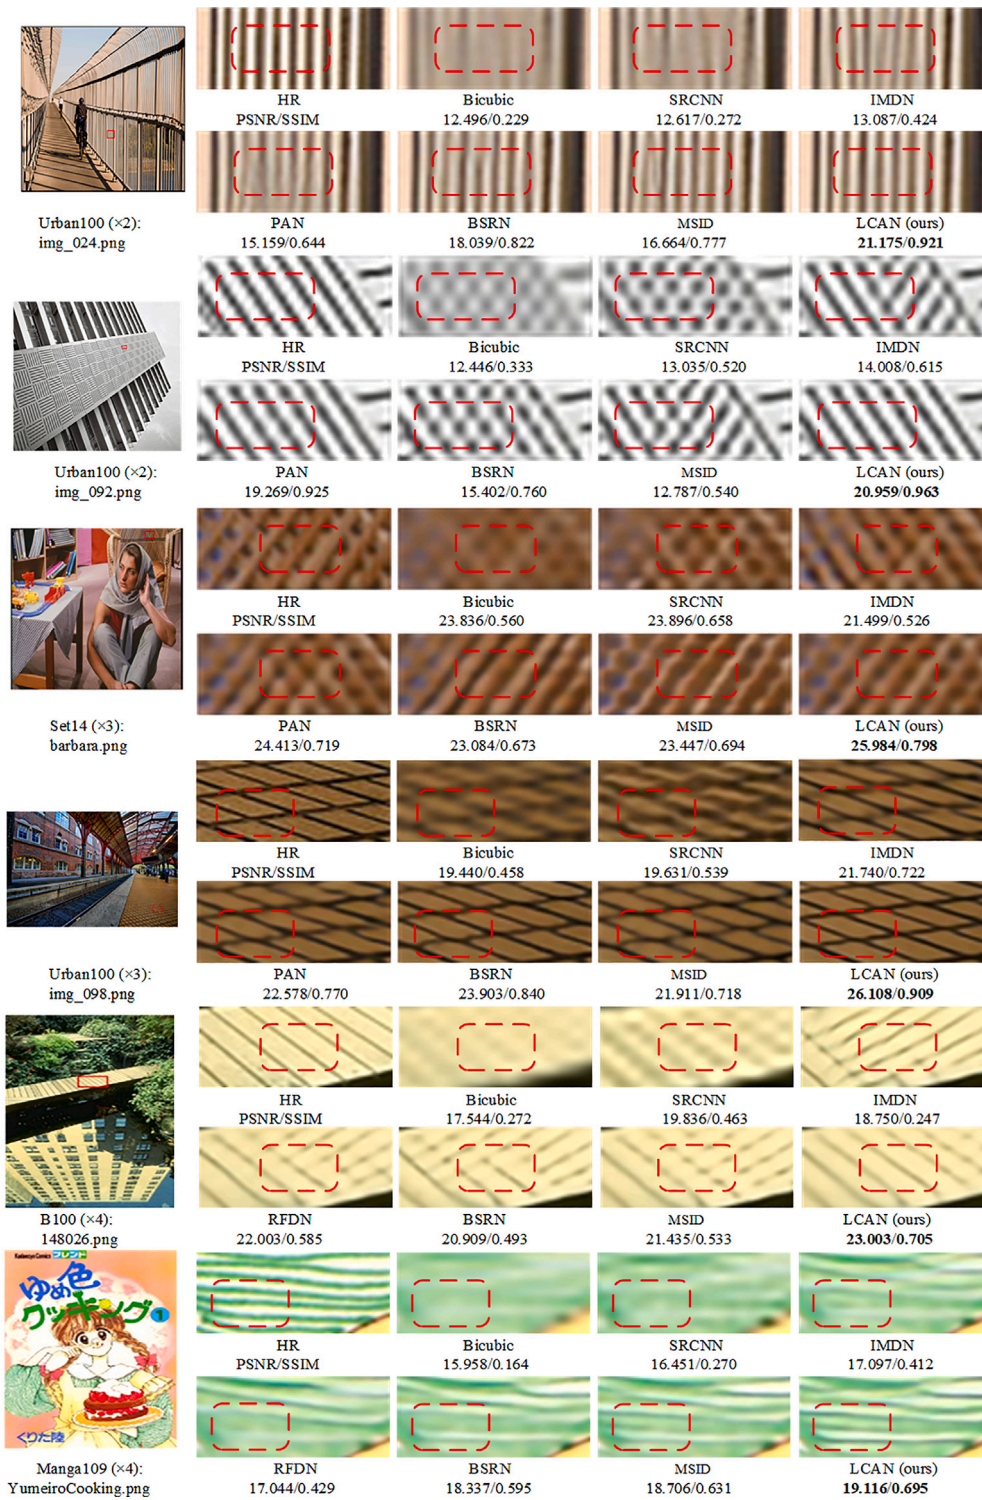 HR Bicubic SRCNN IMDN
PSNR/SSIM 12.496/0.229 12.617/0.272 13.087/0.424
Urban100 (×2):
img_024.png
PAN BSRN MSID LCAN (ours)
15.159/0.644 18.039/0.822 16.664/0.777 21.175/0.921
HR Bicubic SRCNN IMDN
PSNR/SSIM 12.446/0.333 13.035/0.520 14.008/0.615
Urban100 (×2):
img_092.png
PAN BSRN MSID LCAN (ours)
19.269/0.925 15.402/0.760 12.787/0.540 20.959/0.963
HR Bicubic SRCNN IMDN
PSNR/SSIM 23.836/0.560 23.896/0.658 21.499/0.526
Set14 (×3):
barbara.png
PAN BSRN MSID LCAN (ours)
24.413/0.719 23.084/0.673 23.447/0.694 25.984/0.798
HR Bicubic SRCNN IMDN
PSNR/SSIM 19.440/0.458 19.631/0.539 21.740/0.722
Urban100 (×3):
img_098.png
PAN BSRN MSID LCAN (ours)
22.578/0.770 23.903/0.840 21.911/0.718 26.108/0.909
HR Bicubic SRCNN IMDN
PSNR/SSIM 17.544/0.272 19.836/0.463 18.750/0.247
B100 (×4):
148026.png
RFDN BSRN MSID LCAN (ours)
22.003/0.585 20.909/0.493 21.435/0.533 23.003/0.705
Kadokawa Comics フレンド
ゆめ色
クッキング 1
くりた陸
HR Bicubic SRCNN IMDN
PSNR/SSIM 15.958/0.164 16.451/0.270 17.097/0.412
Manga109 (×4):
YumeiroCooking.png
RFDN BSRN MSID LCAN (ours)
17.044/0.429 18.337/0.595 18.706/0.631 19.116/0.695